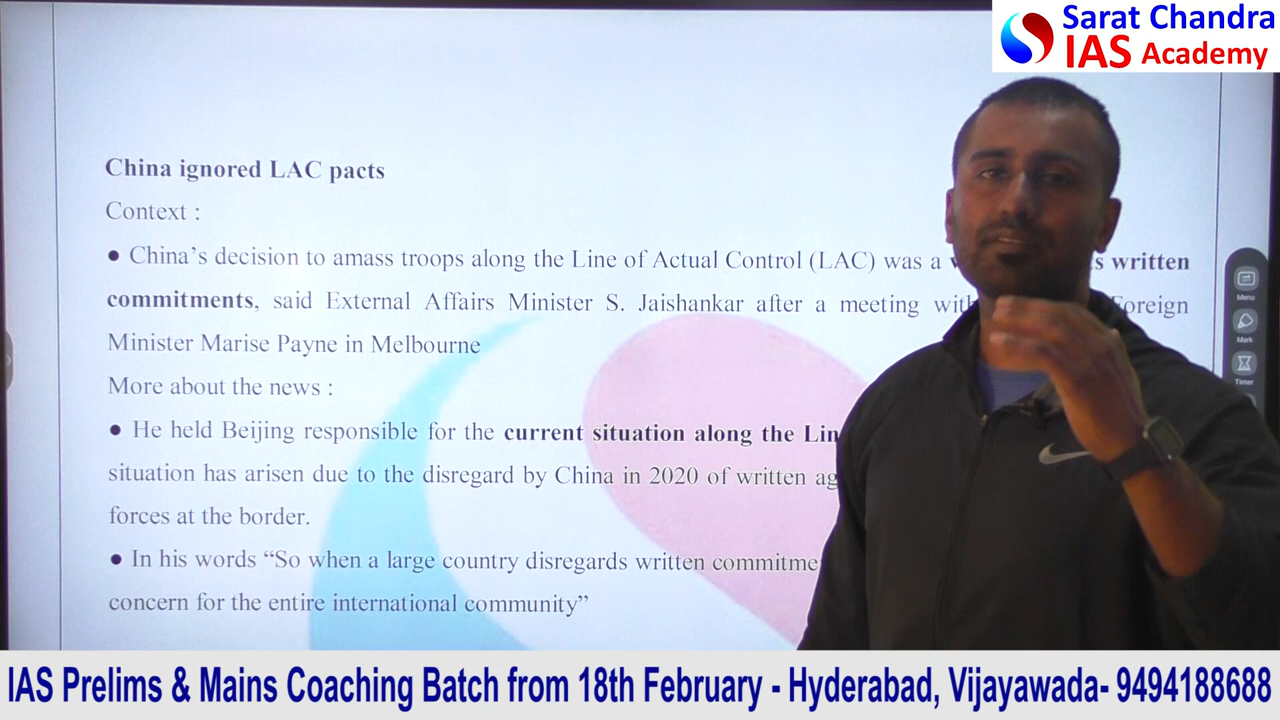 Sarat Chandra
IAS Academy
China ignored LAC pacts
Context :
● China's decision to amass troops along the Line of Actual Control (LAC) was a written
commitments, said External Affairs Minister S. Jaishankar after a meeting Foreign
Minister Marise Payne in Melbourne
More about the news :
● He held Beijing responsible for the current situation along the
situation has arisen due to the disregard by China in 2020 of written
forces at the border.
● In his words “So when a large country disregards written
concern for the entire international community”
Menu
Mark
Timer
IAS Prelims & Mains Coaching Batch from 18th February - Hyderabad, Vijayawada- 9494188688